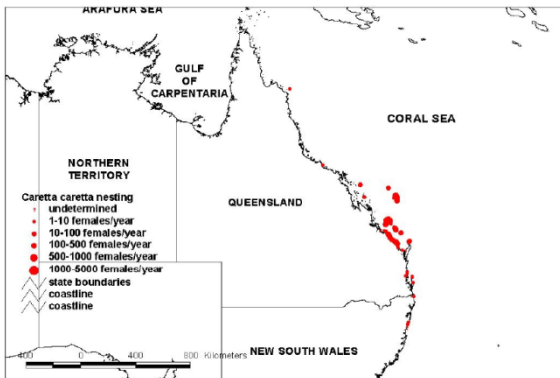 ARAFURA SEA
GULF
OF
CARPENTARIA
CORAL SEA
NORTHERN
TERRITORY
QUEENSLAND
Caretta caretta nesting
undetermined
1-10 females/year
10-100 females/year
100-500 females/year
500-1000 females/year
1000-5000 females/year
state boundaries
coastline
coastline
400 0 400 800 Kilometers
NEW SOUTH WALES